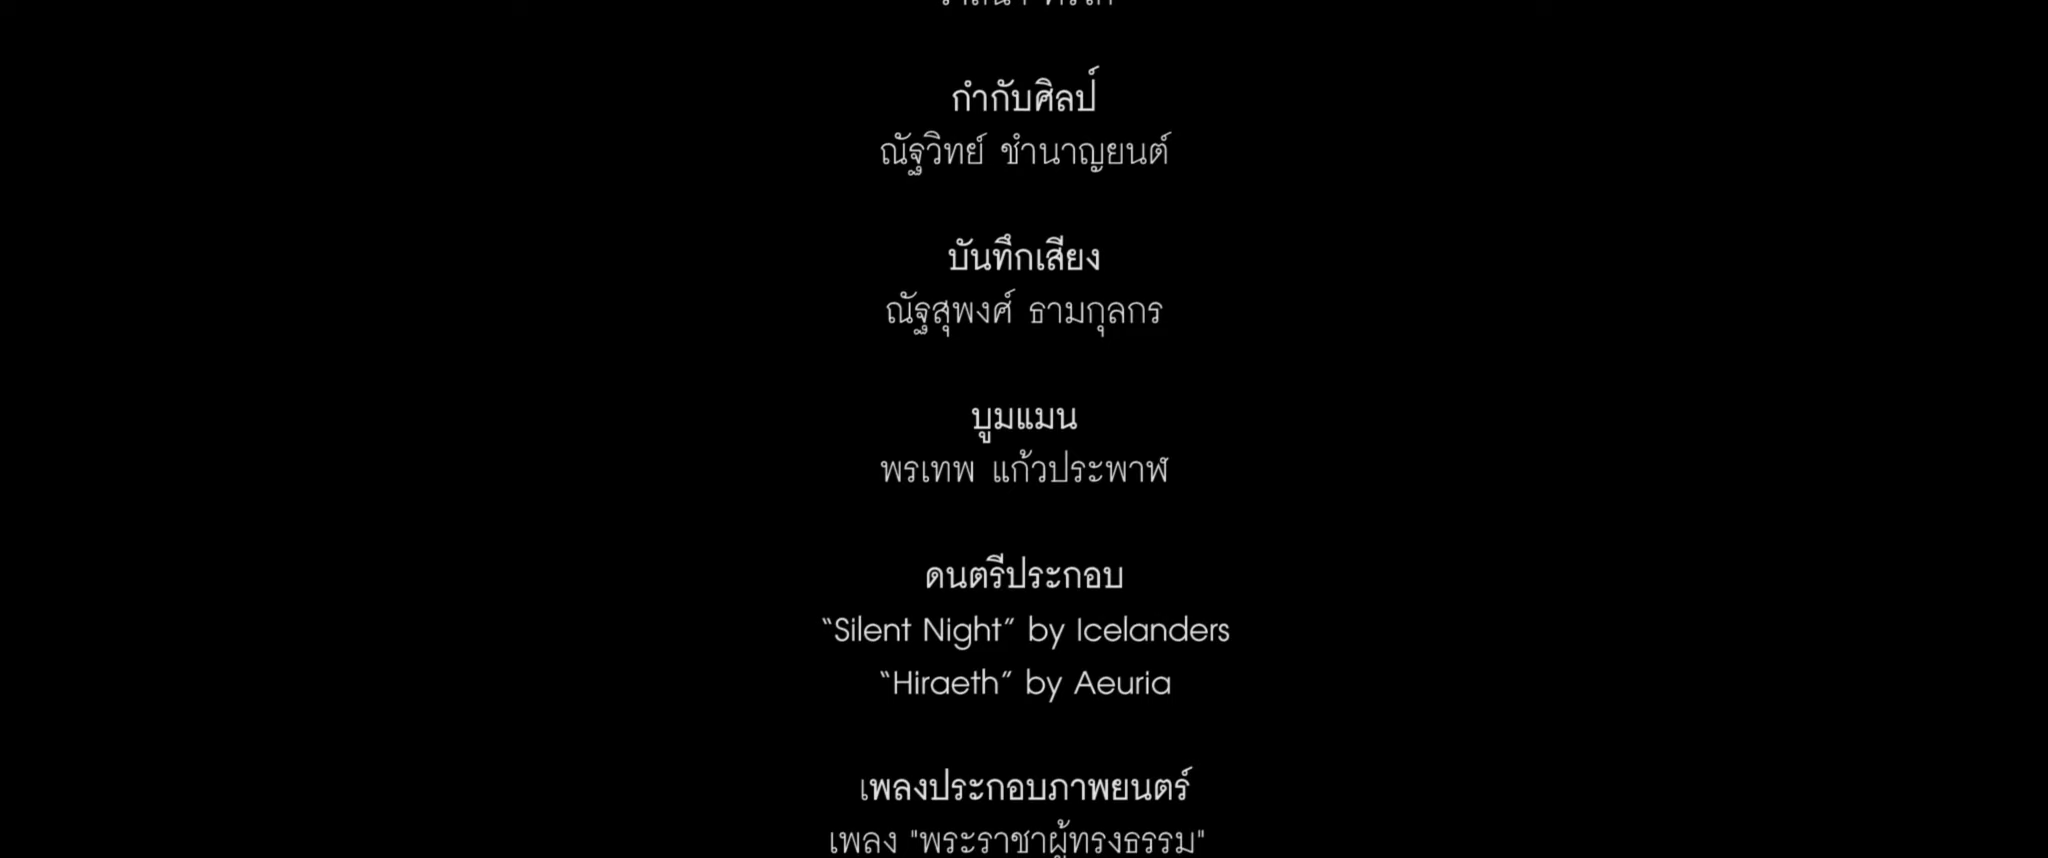 กำกับศิลป์
ณัฐวิทย์ ชำนาญยนต์
บันทึกเสียง
ณัฐสุพงศ์ ธามกุลกร
บูมแมน
พรเทพ แก้วประพาฬ
ดนตรีประกอบ
“Silent Night” by Icelanders
“Hiraeth” by Aeuria
เพลงประกอบภาพยนตร์
เพลง "พระราชาผู้ทรงธรรม"